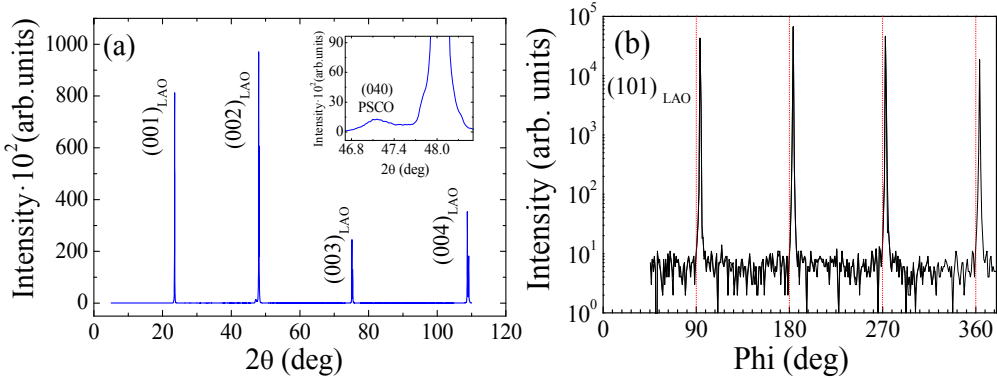 (a)
Intensity·10²(arb.units)
1000
800
600
400
200
0
0
20
40
60
80
100
120
2θ (deg)
(001)LAO
(002)LAO
(003)LAO
(004)LAO
Intensity·10²(arb.units)
90
60
30
0
46.8
47.4
48.0
2θ (deg)
(040)
PSCO
(b)
Intensity (arb. units)
10⁵
10⁴
10³
10²
10¹
10⁰
0
90
180
270
360
Phi (deg)
(101) LAO